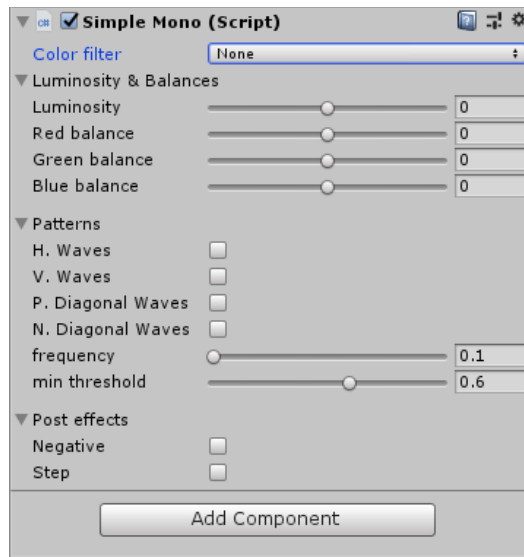 C# Simple Mono (Script)
Color filter None
Luminosity & Balances
Luminosity 0
Red balance 0
Green balance 0
Blue balance 0
Patterns
H. Waves
V. Waves
P. Diagonal Waves
N. Diagonal Waves
frequency 0.1
min threshold 0.6
Post effects
Negative
Step
Add Component